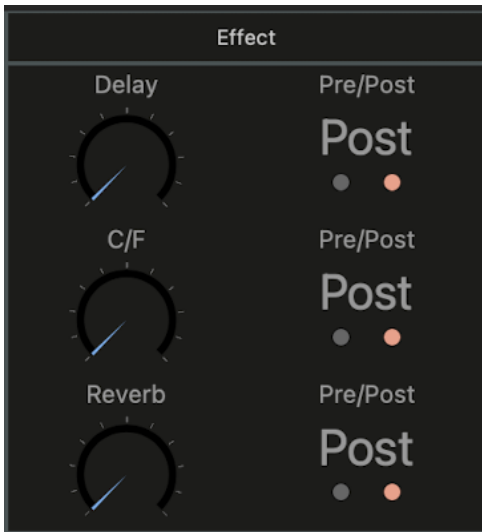 Effect
Delay Pre/Post
Post
C/F Pre/Post
Post
Reverb Pre/Post
Post